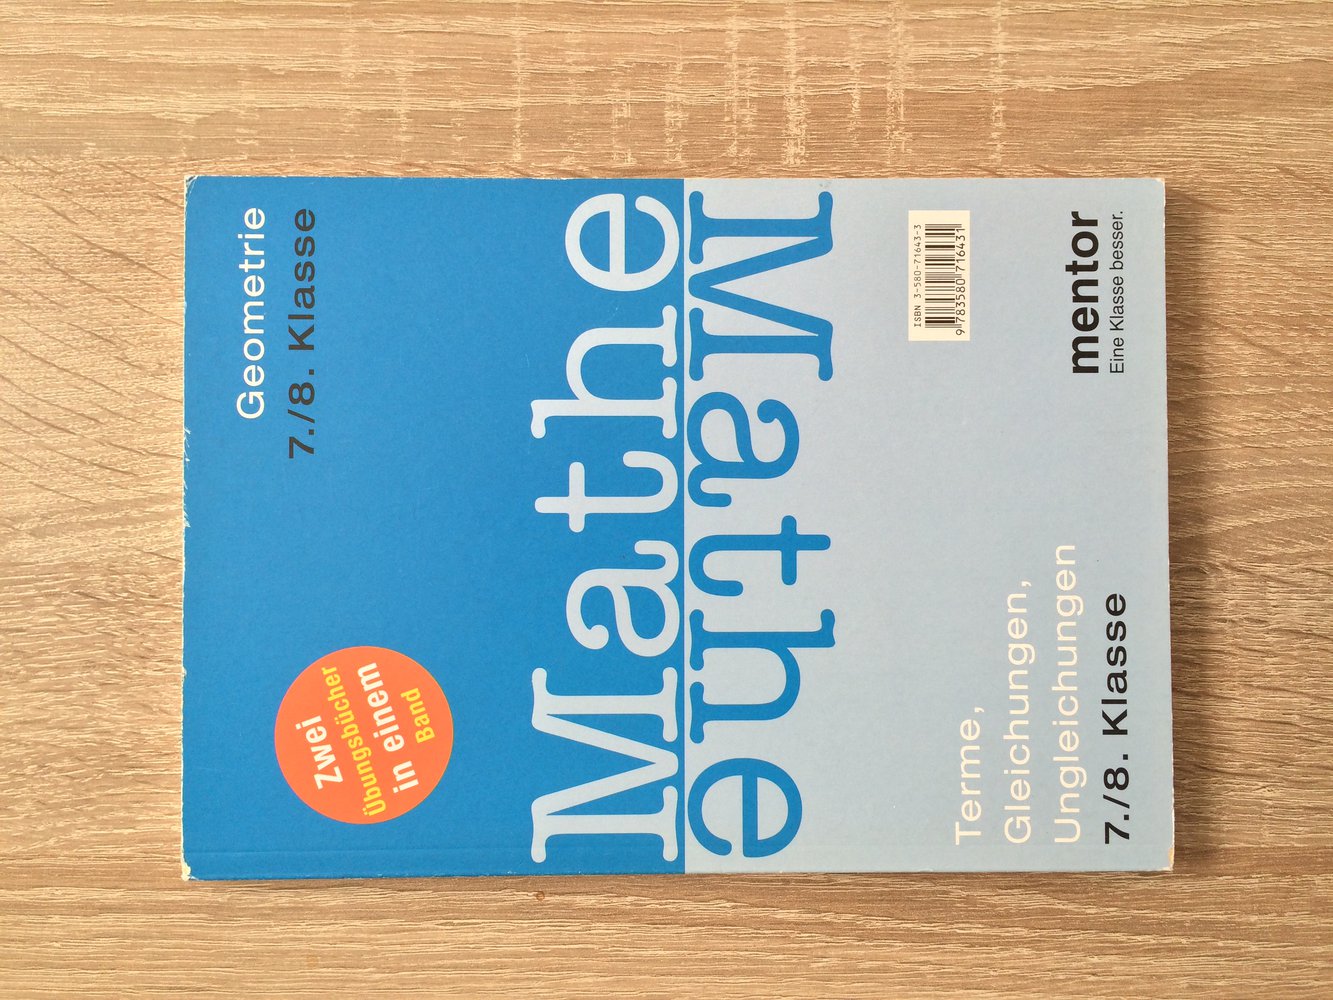 Geometrie
7./8. Klasse
Zwei
Übungsbücher
in einem
Band
Mathe
Mathe
ISBN 3-580-71643-3
9 783580 716431
Terme,
Gleichungen,
Ungleichungen
7./8. Klasse
mentor
Eine Klasse besser.